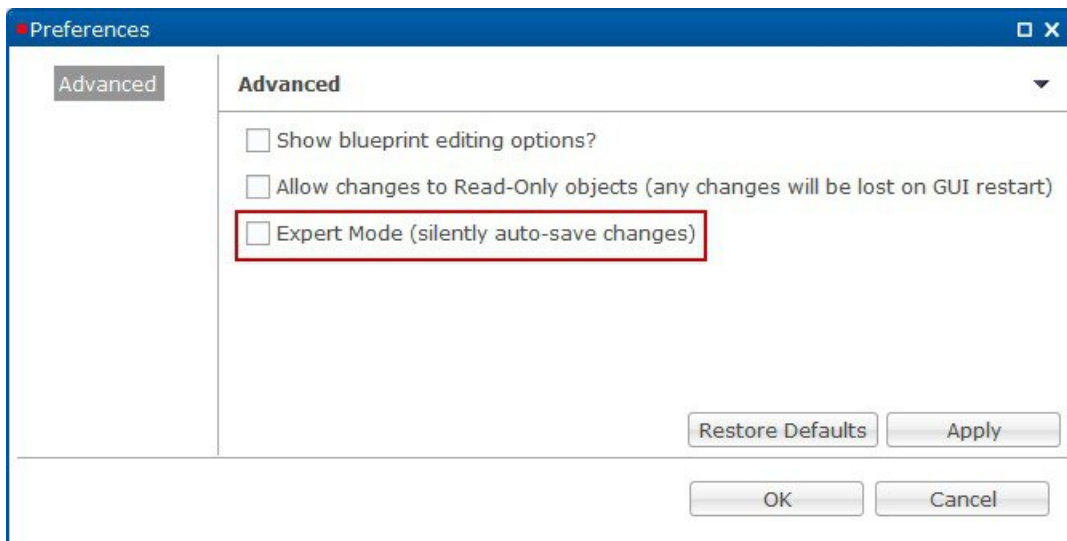 Preferences
Advanced
Advanced
Show blueprint editing options?
Allow changes to Read-Only objects (any changes will be lost on GUI restart)
Expert Mode (silently auto-save changes)
Restore Defaults
Apply
OK
Cancel